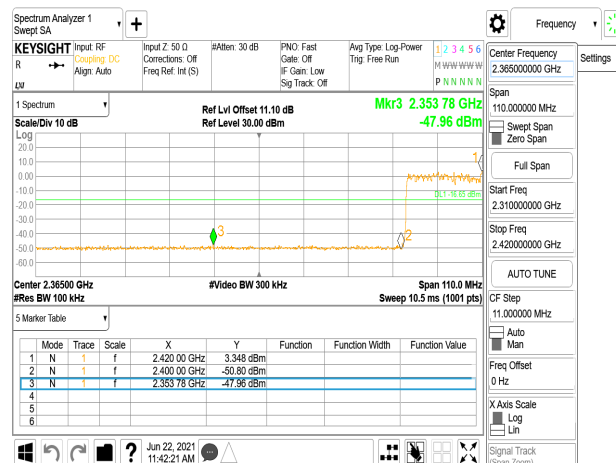 Spectrum Analyzer 1
Swept SA
Frequency
Settings
KEYSIGHT
R
LXI
Input: RF
Coupling: DC
Align: Auto
Input Z: 50 Ω
Corrections: Off
Freq Ref: Int (S)
#Atten: 30 dB
PNO: Fast
Gate: Off
IF Gain: Low
Sig Track: Off
Avg Type: Log-Power
Trig: Free Run
1 2 3 4 5 6
M W W W W W
P N N N N N
1 Spectrum
Scale/Div 10 dB
Ref Lvl Offset 11.10 dB
Ref Level 30.00 dBm
Mkr3 2.353 78 GHz
-47.96 dBm
Log
20.0
10.0
0.00
-10.0
-20.0
-30.0
-40.0
-50.0
-60.0
1
2
3
DL1 -16.65 dBm
Center 2.36500 GHz
#Res BW 100 kHz
#Video BW 300 kHz
Span 110.0 MHz
Sweep 10.5 ms (1001 pts)
5 Marker Table
Mode Trace Scale X Y Function Function Width Function Value
1 N 1 f 2.420 00 GHz 3.348 dBm
2 N 1 f 2.400 00 GHz -50.80 dBm
3 N 1 f 2.353 78 GHz -47.96 dBm
4
5
6
Jun 22, 2021
11:42:21 AM
Center Frequency
2.365000000 GHz
Span
110.000000 MHz
Swept Span
Zero Span
Full Span
Start Freq
2.310000000 GHz
Stop Freq
2.420000000 GHz
AUTO TUNE
CF Step
11.000000 MHz
Auto
Man
Freq Offset
0 Hz
X Axis Scale
Log
Lin
Signal Track
(Span Zoom)